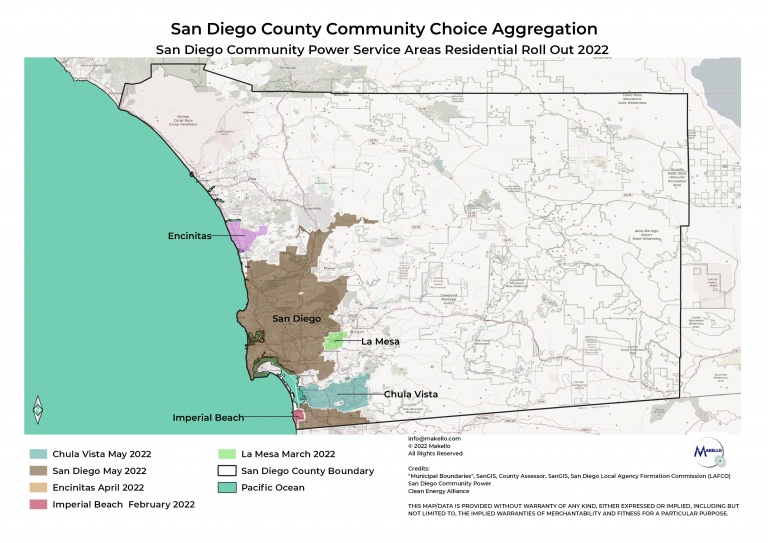 San Diego County Community Choice Aggregation
San Diego Community Power Service Areas Residential Roll Out 2022
Encinitas
San Diego
La Mesa
Chula Vista
Imperial Beach
Chula Vista May 2022
San Diego May 2022
Encinitas April 2022
Imperial Beach February 2022
La Mesa March 2022
San Diego County Boundary
Pacific Ocean
info@makello.com
© 2022 Makello
All Rights Reserved
Credits:
"Municipal Boundaries", SanGIS, County Assessor, SanGIS, San Diego Local Agency Formation Commission (LAFCO)
San Diego Community Power
Clean Energy Alliance
THIS MAP/DATA IS PROVIDED WITHOUT WARRANTY OF ANY KIND, EITHER EXPRESSED OR IMPLIED, INCLUDING BUT
NOT LIMITED TO, THE IMPLIED WARRANTIES OF MERCHANTABILITY AND FITNESS FOR A PARTICULAR PURPOSE.
MAKELLO